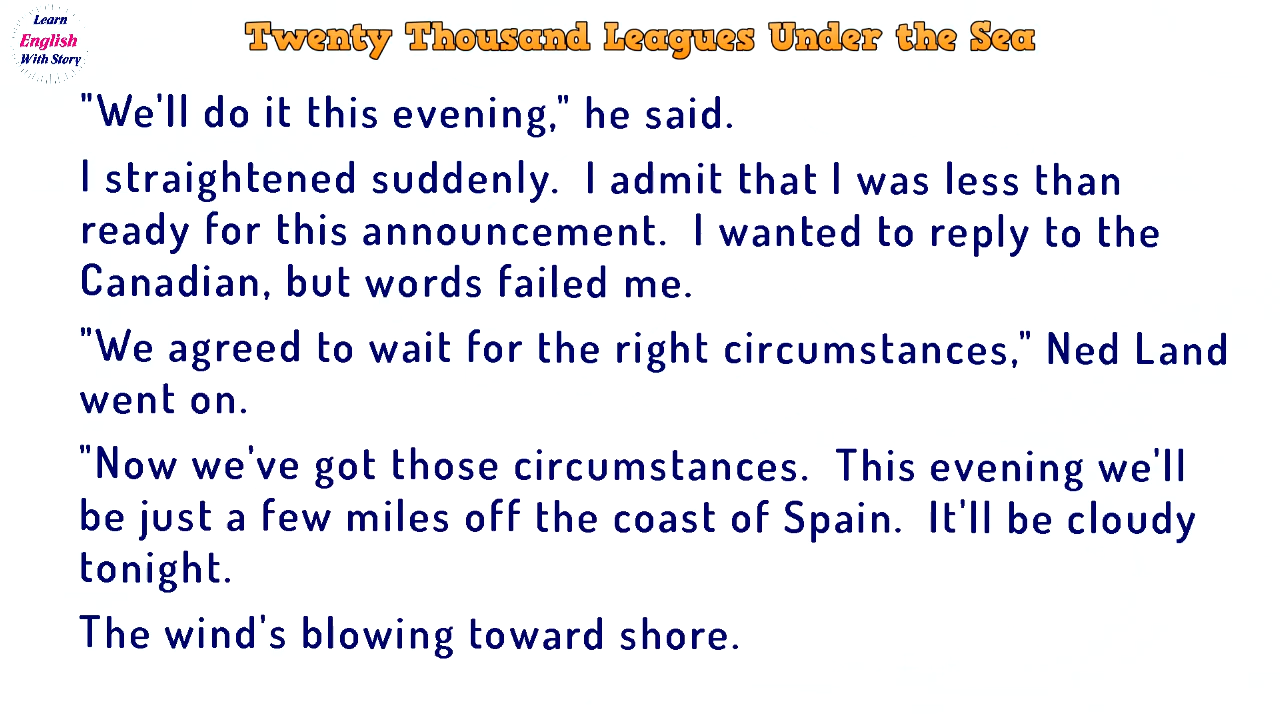 Learn
English
With Story
Twenty Thousand Leagues Under the Sea
"We'll do it this evening," he said.
I straightened suddenly.  I admit that I was less than
ready for this announcement.  I wanted to reply to the
Canadian, but words failed me.
"We agreed to wait for the right circumstances," Ned Land
went on.
"Now we've got those circumstances.  This evening we'll
be just a few miles off the coast of Spain.  It'll be cloudy
tonight.
The wind's blowing toward shore.